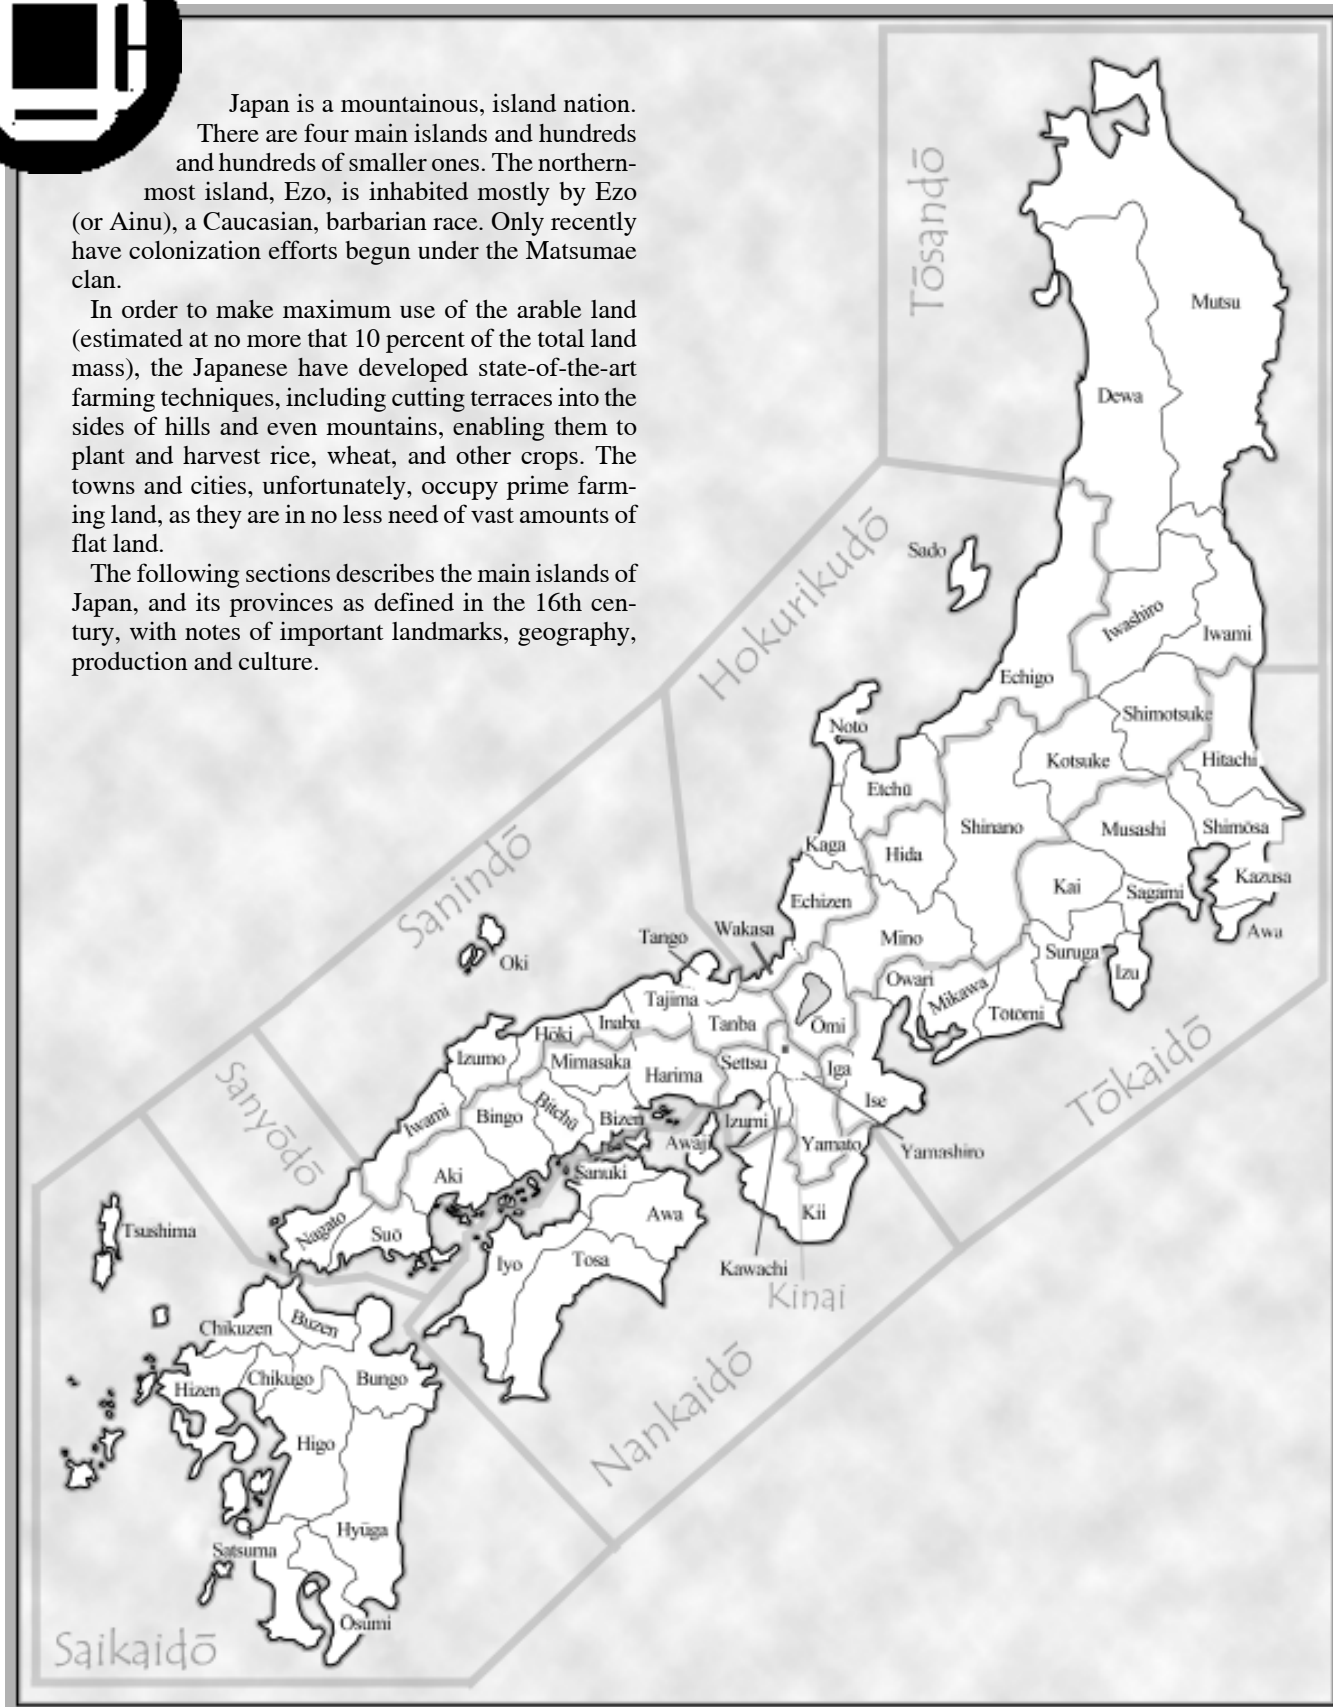 Japan is a mountainous, island nation.
There are four main islands and hundreds
and hundreds of smaller ones. The northern-
most island, Ezo, is inhabited mostly by Ezo
(or Ainu), a Caucasian, barbarian race. Only recently
have colonization efforts begun under the Matsumae
clan.
In order to make maximum use of the arable land
(estimated at no more that 10 percent of the total land
mass), the Japanese have developed state-of-the-art
farming techniques, including cutting terraces into the
sides of hills and even mountains, enabling them to
plant and harvest rice, wheat, and other crops. The
towns and cities, unfortunately, occupy prime farm-
ing land, as they are in no less need of vast amounts of
flat land.
The following sections describes the main islands of
Japan, and its provinces as defined in the 16th cen-
tury, with notes of important landmarks, geography,
production and culture.
Tōsandō
Mutsu
Dewa
Hokurikudō
Sado
Iwashiro
Iwami
Echigo
Shimotsuke
Noto
Kotsuke
Hitachi
Etchū
Shinano
Musashi
Shimōsa
Kaga
Hida
Kai
Sagami
Kazusa
Echizen
Awa
Sanindō
Oki
Tango
Wakasa
Mino
Suruga
Izu
Owari
Mikawa
Totomi
Tajima
Tanba
Ōmi
Inaba
Hōki
Izumo
Mimasaka
Harima
Settsu
Iga
Ise
Tōkaidō
Sanyōdō
Iwami
Bingo
Bitchū
Bizen
Awaji
Izumi
Yamato
Yamashiro
Aki
Sanuki
Awa
Kii
Tsushima
Nagato
Suō
Iyo
Tosa
Kawachi
Kinai
Chikuzen
Buzen
Hizen
Chikugo
Bungo
Nankaidō
Higo
Hyūga
Satsuma
Osumi
Saikaidō